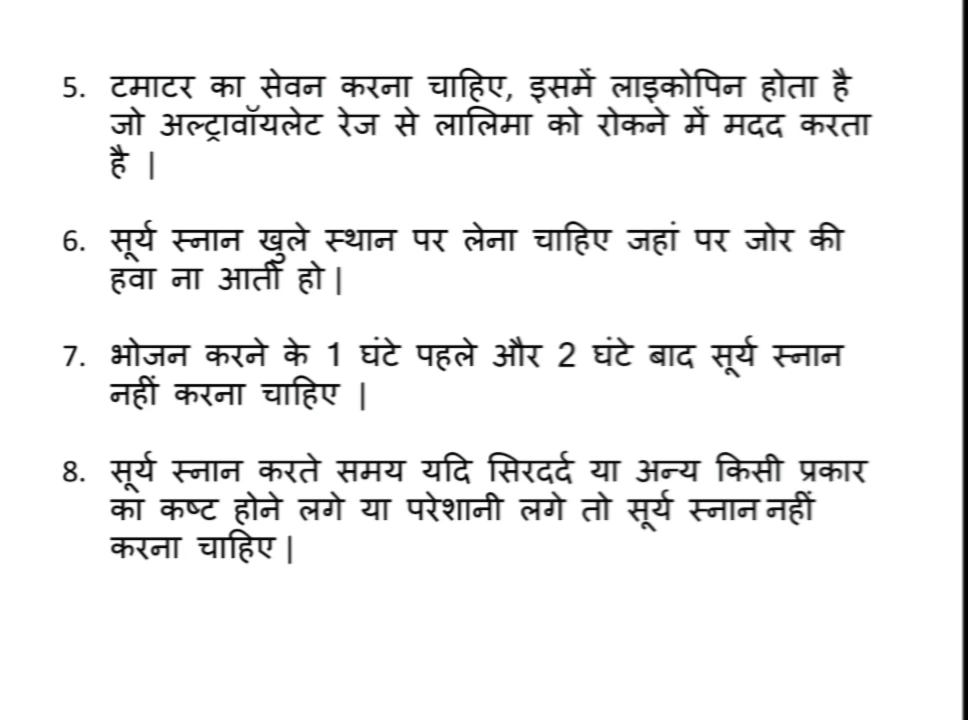 5. टमाटर का सेवन करना चाहिए, इसमें लाइकोपिन होता है
जो अल्ट्रावॉयलेट रेज से लालिमा को रोकने में मदद करता
है |
6. सूर्य स्नान खुले स्थान पर लेना चाहिए जहां पर जोर की
हवा ना आती हो |
7. भोजन करने के 1 घंटे पहले और 2 घंटे बाद सूर्य स्नान
नहीं करना चाहिए |
8. सूर्य स्नान करते समय यदि सिरदर्द या अन्य किसी प्रकार
का कष्ट होने लगे या परेशानी लगे तो सूर्य स्नान नहीं
करना चाहिए |